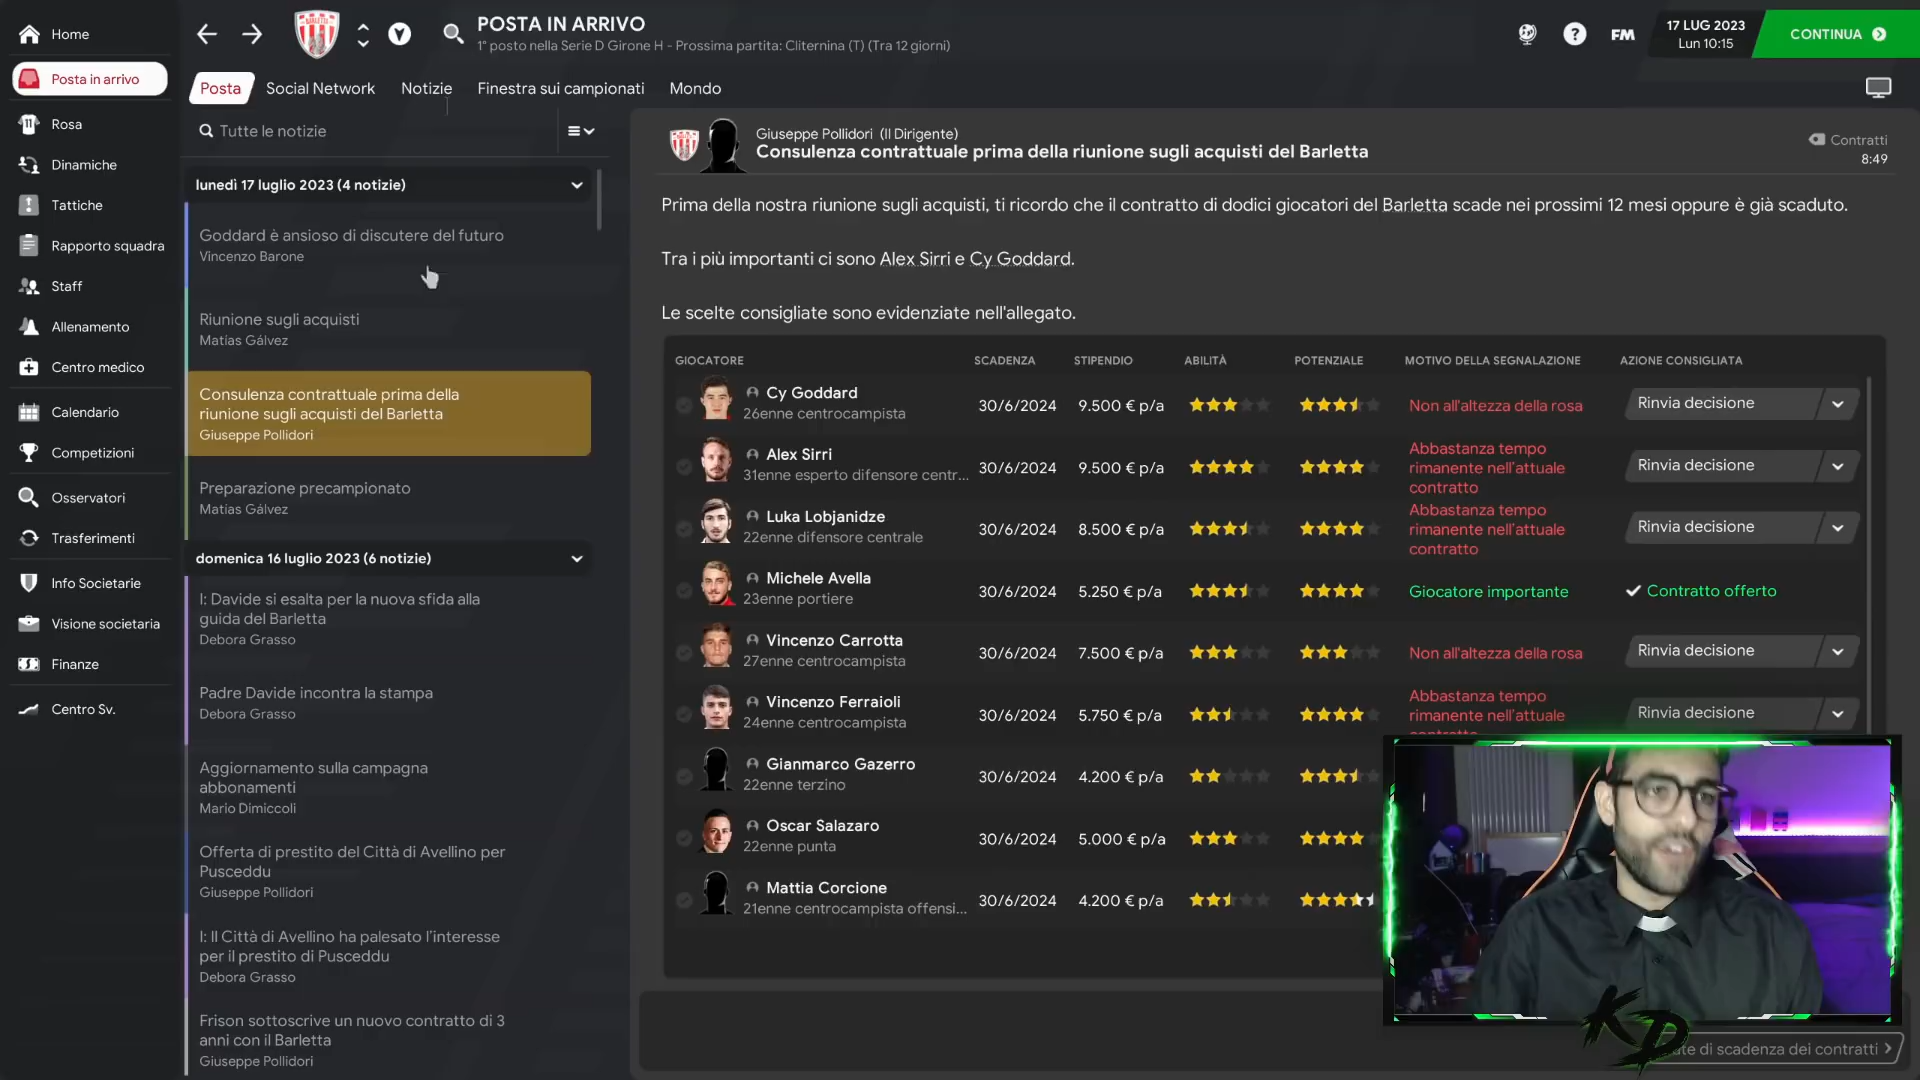 Home
Posta in arrivo
Rosa
Dinamiche
Tattiche
Rapporto squadra
Staff
Allenamento
Centro medico
Calendario
Competizioni
Osservatori
Trasferimenti
Info Societarie
Visione societaria
Finanze
Centro Sv.
BARLETTA
Y
POSTA IN ARRIVO
1° posto nella Serie D Girone H - Prossima partita: Cliternina (T) (Tra 12 giorni)
?
FM
17 LUG 2023
Lun 10:15
CONTINUA
Posta
Social Network
Notizie
Finestra sui campionati
Mondo
Tutte le notizie
lunedì 17 luglio 2023 (4 notizie)
Goddard è ansioso di discutere del futuro
Vincenzo Barone
Riunione sugli acquisti
Matías Gálvez
Consulenza contrattuale prima della
riunione sugli acquisti del Barletta
Giuseppe Pollidori
Preparazione precampionato
Matías Gálvez
domenica 16 luglio 2023 (6 notizie)
I: Davide si esalta per la nuova sfida alla
guida del Barletta
Debora Grasso
Padre Davide incontra la stampa
Debora Grasso
Aggiornamento sulla campagna
abbonamenti
Mario Dimiccoli
Offerta di prestito del Città di Avellino per
Pusceddu
Giuseppe Pollidori
I: Il Città di Avellino ha palesato l'interesse
per il prestito di Pusceddu
Debora Grasso
Frison sottoscrive un nuovo contratto di 3
anni con il Barletta
Giuseppe Pollidori
Giuseppe Pollidori (Il Dirigente)
Consulenza contrattuale prima della riunione sugli acquisti del Barletta
Contratti
8:49
Prima della nostra riunione sugli acquisti, ti ricordo che il contratto di dodici giocatori del Barletta scade nei prossimi 12 mesi oppure è già scaduto.
Tra i più importanti ci sono Alex Sirri e Cy Goddard.
Le scelte consigliate sono evidenziate nell'allegato.
GIOCATORE SCADENZA STIPENDIO ABILITÀ POTENZIALE MOTIVO DELLA SEGNALAZIONE AZIONE CONSIGLIATA
Cy Goddard
26enne centrocampista
30/6/2024 9.500 € p/a Non all'altezza della rosa Rinvia decisione
Alex Sirri
31enne esperto difensore centr...
30/6/2024 9.500 € p/a
Abbastanza tempo
rimanente nell'attuale
contratto
Rinvia decisione
Luka Lobjanidze
22enne difensore centrale
30/6/2024 8.500 € p/a
Abbastanza tempo
rimanente nell'attuale
contratto
Rinvia decisione
Michele Avella
23enne portiere
30/6/2024 5.250 € p/a Giocatore importante Contratto offerto
Vincenzo Carrotta
27enne centrocampista
30/6/2024 7.500 € p/a Non all'altezza della rosa Rinvia decisione
Vincenzo Ferraioli
24enne centrocampista
30/6/2024 5.750 € p/a
Abbastanza tempo
rimanente nell'attuale
Rinvia decisione
Gianmarco Gazerro
22enne terzino
30/6/2024 4.200 € p/a
Oscar Salazaro
22enne punta
30/6/2024 5.000 € p/a
Mattia Corcione
21enne centrocampista offensi...
30/6/2024 4.200 € p/a
KD
di scadenza dei contratti